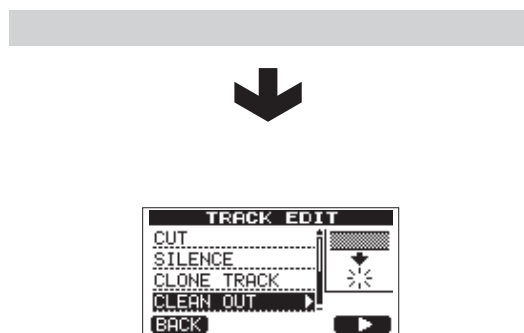 TRACK EDIT
CUT
SILENCE
CLONE TRACK
CLEAN OUT
BACK